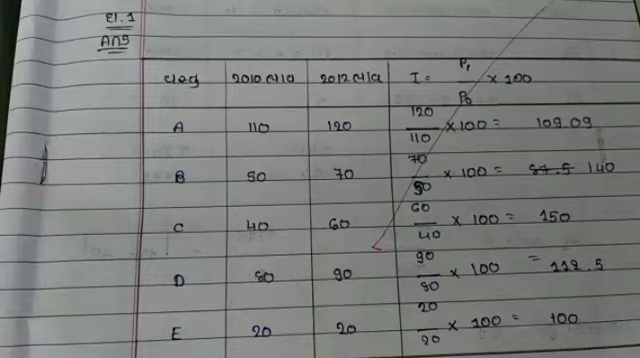 દા.1
Ans
વસ્તુ 2010 ભાવ 2012 ભાવ I = P₁/P₀ × 100
A 110 120 120/110 × 100 = 109.09
B 50 70 70/50 × 100 = 87.5 140
C 40 60 60/40 × 100 = 150
D 80 90 90/80 × 100 = 112.5
E 20 20 20/20 × 100 = 100